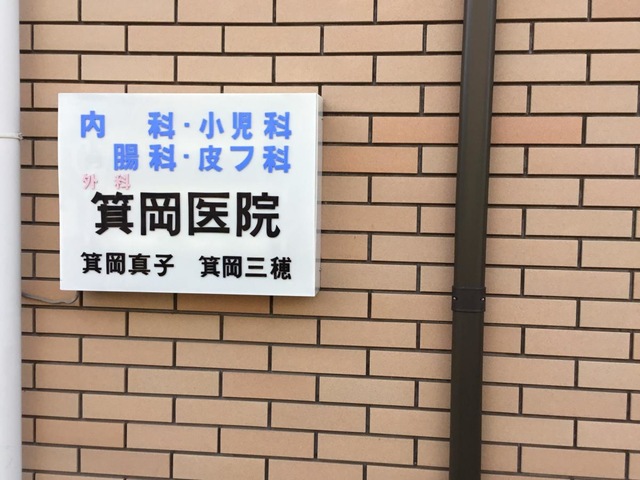 内 科・小児科
腸科・皮フ科
外 科
箕岡医院
箕岡真子 箕岡三穂